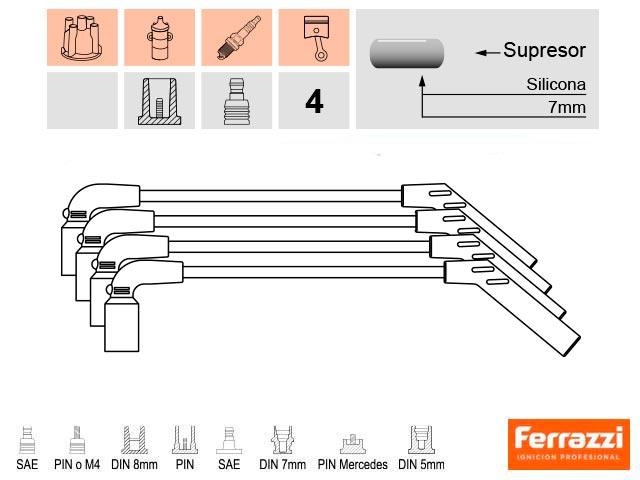 Supresor
4
Silicona
7mm
SAE PIN o M4 DIN 8mm PIN SAE DIN 7mm PIN Mercedes DIN 5mm
Ferrazzi
IGNICION PROFESIONAL